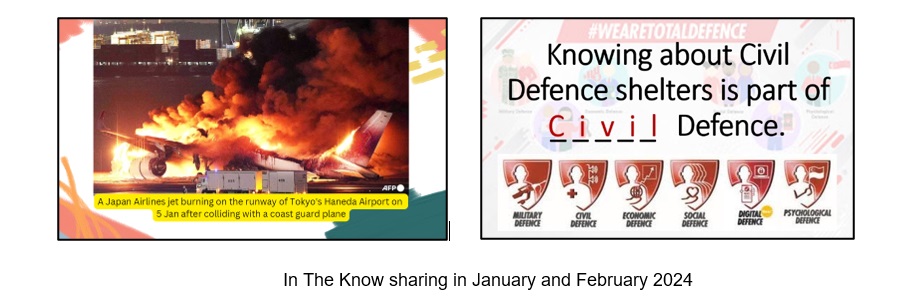 AFP
A Japan Airlines jet burning on the runway of Tokyo's Haneda Airport on
5 Jan after colliding with a coast guard plane
#WEARETOTALDEFENCE
Knowing about Civil
Defence shelters is part of
C i v i l Defence.
MILITARY DEFENCE
CIVIL DEFENCE
ECONOMIC DEFENCE
SOCIAL DEFENCE
DIGITAL DEFENCE
PSYCHOLOGICAL DEFENCE
In The Know sharing in January and February 2024